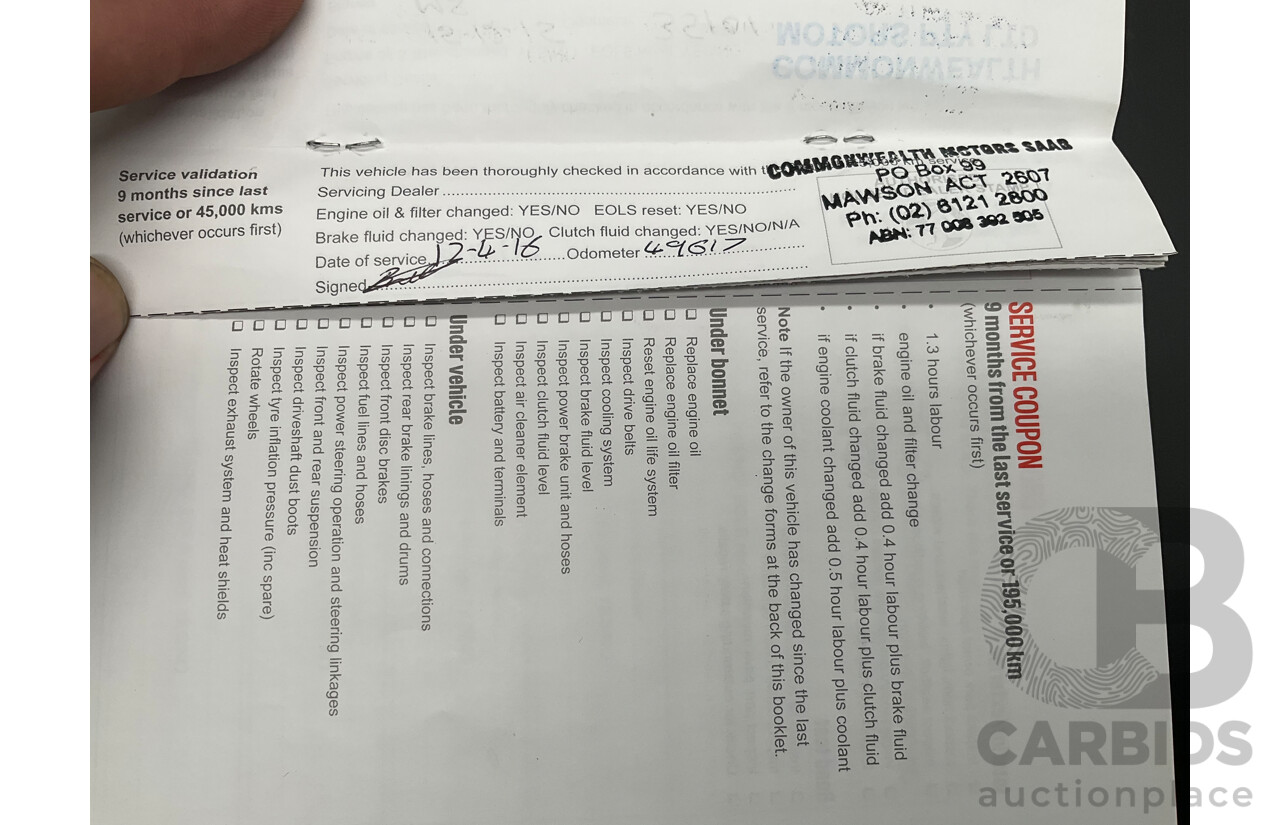 Service validation
9 months since last
service or 45,000 kms
(whichever occurs first)
This vehicle has been thoroughly checked in accordance with
Servicing Dealer
Engine oil & filter changed: YES/NO EOLS reset: YES/NO
Brake fluid changed: YES/NO Clutch fluid changed: YES/NO/N/A
Date of service 12-4-16 Odometer 49617
Signed
COMMONWEALTH MOTORS SAAB
PO Box 99
MAWSON ACT 2607
Ph: (02) 6121 2800
ABN: 77 008 392 505
SERVICE COUPON
9 months from the last service or 195,000 km
(whichever occurs first)
• 1.3 hours labour
• engine oil and filter change
• if brake fluid changed add 0.4 hour labour plus brake fluid
• if clutch fluid changed add 0.4 hour labour plus clutch fluid
• if engine coolant changed add 0.5 hour labour plus coolant
Note If the owner of this vehicle has changed since the last
service, refer to the change forms at the back of this booklet.
Under bonnet
Replace engine oil
Replace engine oil filter
Reset engine oil life system
Inspect drive belts
Inspect cooling system
Inspect brake fluid level
Inspect power brake unit and hoses
Inspect clutch fluid level
Inspect air cleaner element
Inspect battery and terminals
Under vehicle
Inspect brake lines, hoses and connections
Inspect rear brake linings and drums
Inspect front disc brakes
Inspect fuel lines and hoses
Inspect power steering operation and steering linkages
Inspect front and rear suspension
Inspect driveshaft dust boots
Inspect tyre inflation pressure (inc spare)
Rotate wheels
Inspect exhaust system and heat shields
COMMONWEALTH
MOTORS PTY LTD
CARBIDS
auctionplace